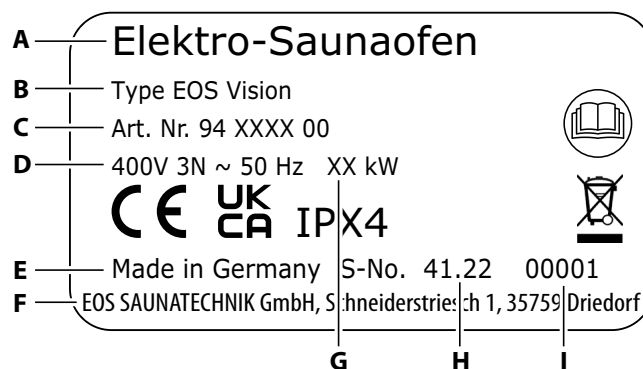 A Elektro-Saunaofen
B Type EOS Vision
C Art. Nr. 94 XXXX 00
D 400V 3N ~ 50 Hz XX kW
CE UK CA IPX4
E Made in Germany S-No. 41.22 00001
F EOS SAUNATECHNIK GmbH, Schneiderstriesch 1, 35759 Driedorf
G H I